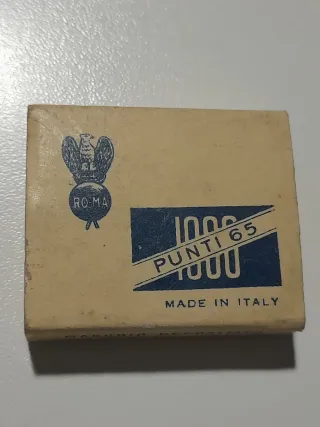 RO·MA
1000
PUNTI 65
MADE IN ITALY